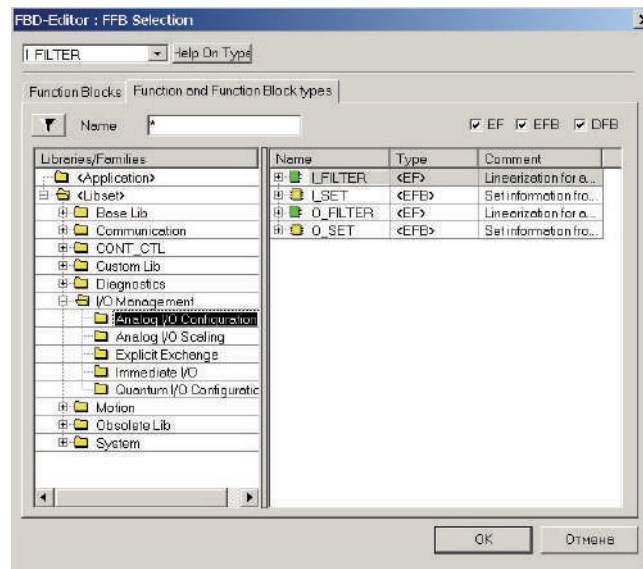 FBD-Editor : FFB Selection
I_FILTER Help On Type
Function Blocks Function and Function Block types
Name * EF EFB DFB
Libraries/Families
<Application>
<Libset>
Base Lib
Communication
CONT_CTL
Custom Lib
Diagnostics
I/O Management
Analog I/O Configuration
Analog I/O Scaling
Explicit Exchange
Immediate I/O
Quantum I/O Configuratic
Motion
Obsolete Lib
System
Name Type Comment
I_FILTER <EF> Linearization for a...
I_SET <EFB> Set information fro...
O_FILTER <EF> Linearization for a...
O_SET <EFB> Set information fro...
OK Отмена